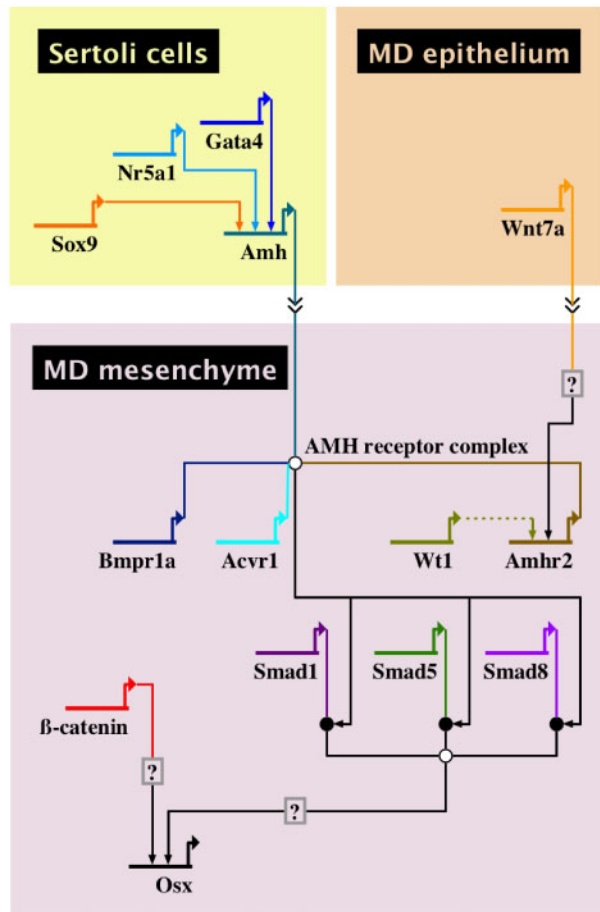 Sertoli cells
MD epithelium
Gata4
Nr5a1
Sox9
Amh
Wnt7a
MD mesenchyme
?
AMH receptor complex
Bmpr1a
Acvr1
Wt1
Amhr2
Smad1
Smad5
Smad8
ß-catenin
?
?
Osx